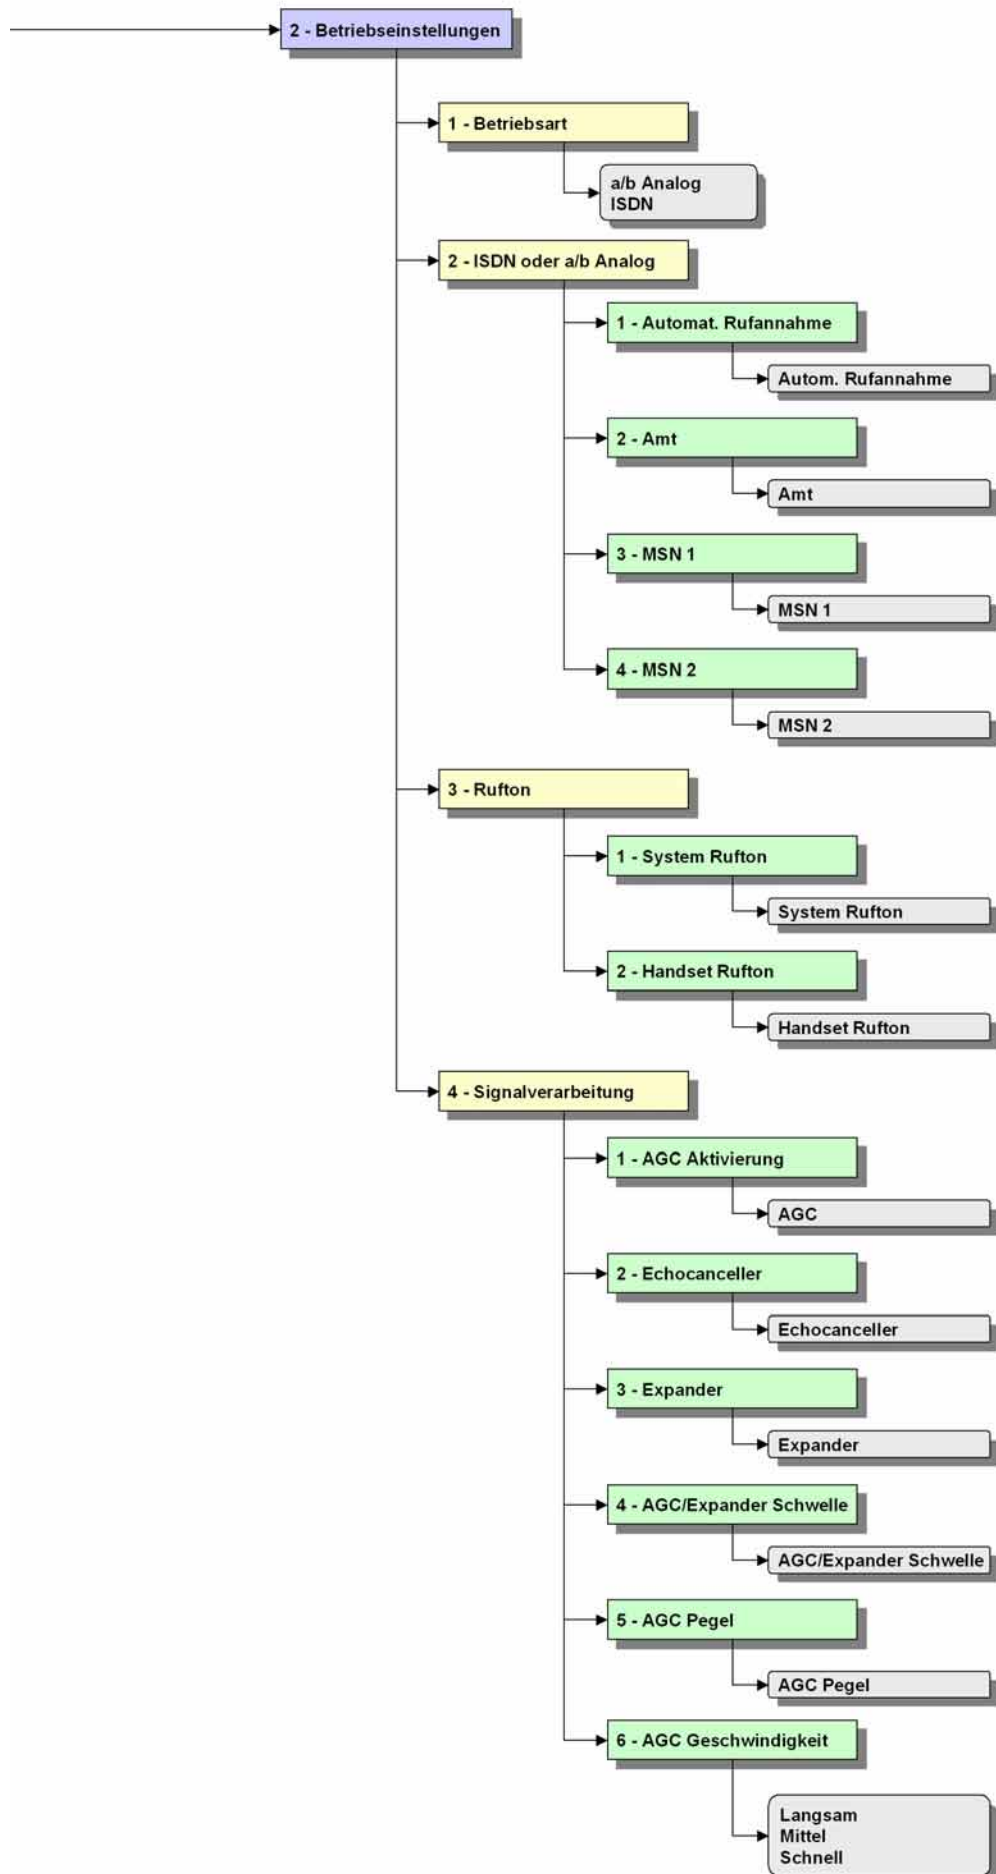 2 - Betriebseinstellungen
1 - Betriebsart
a/b Analog
ISDN
2 - ISDN oder a/b Analog
1 - Automat. Rufannahme
Autom. Rufannahme
2 - Amt
Amt
3 - MSN 1
MSN 1
4 - MSN 2
MSN 2
3 - Rufton
1 - System Rufton
System Rufton
2 - Handset Rufton
Handset Rufton
4 - Signalverarbeitung
1 - AGC Aktivierung
AGC
2 - Echocanceller
Echocanceller
3 - Expander
Expander
4 - AGC/Expander Schwelle
AGC/Expander Schwelle
5 - AGC Pegel
AGC Pegel
6 - AGC Geschwindigkeit
Langsam
Mittel
Schnell